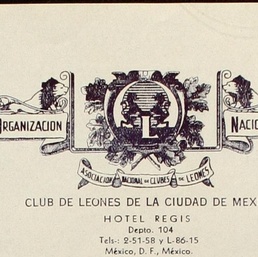 ORGANIZACION NACIO
L
ASOCIACION NACIONAL DE CLUBES DE LEONES
CLUB DE LEONES DE LA CIUDAD DE MEX
HOTEL REGIS
Depto. 104
Tels-: 2-51-58 y L-86-15
México, D. F., México.